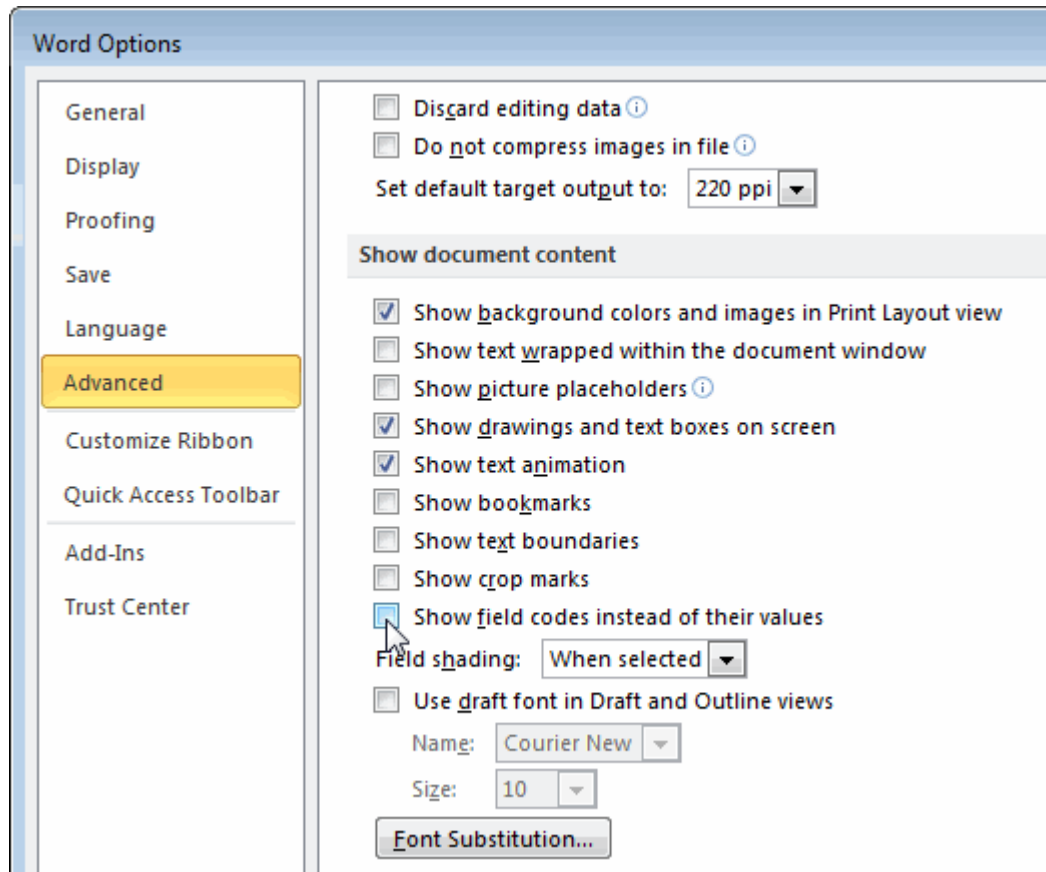 Word Options
General
Display
Proofing
Save
Language
Advanced
Customize Ribbon
Quick Access Toolbar
Add-Ins
Trust Center
Discard editing data
Do not compress images in file
Set default target output to: 220 ppi
Show document content
Show background colors and images in Print Layout view
Show text wrapped within the document window
Show picture placeholders
Show drawings and text boxes on screen
Show text animation
Show bookmarks
Show text boundaries
Show crop marks
Show field codes instead of their values
Field shading: When selected
Use draft font in Draft and Outline views
Name: Courier New
Size: 10
Font Substitution...